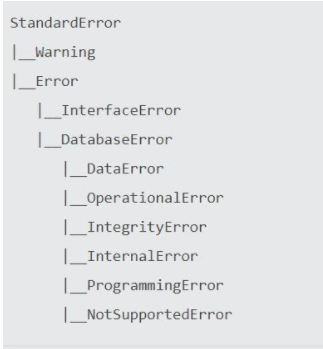 StandardError
|__Warning
|__Error
   |__InterfaceError
   |__DatabaseError
      |__DataError
      |__OperationalError
      |__IntegrityError
      |__InternalError
      |__ProgrammingError
      |__NotSupportedError